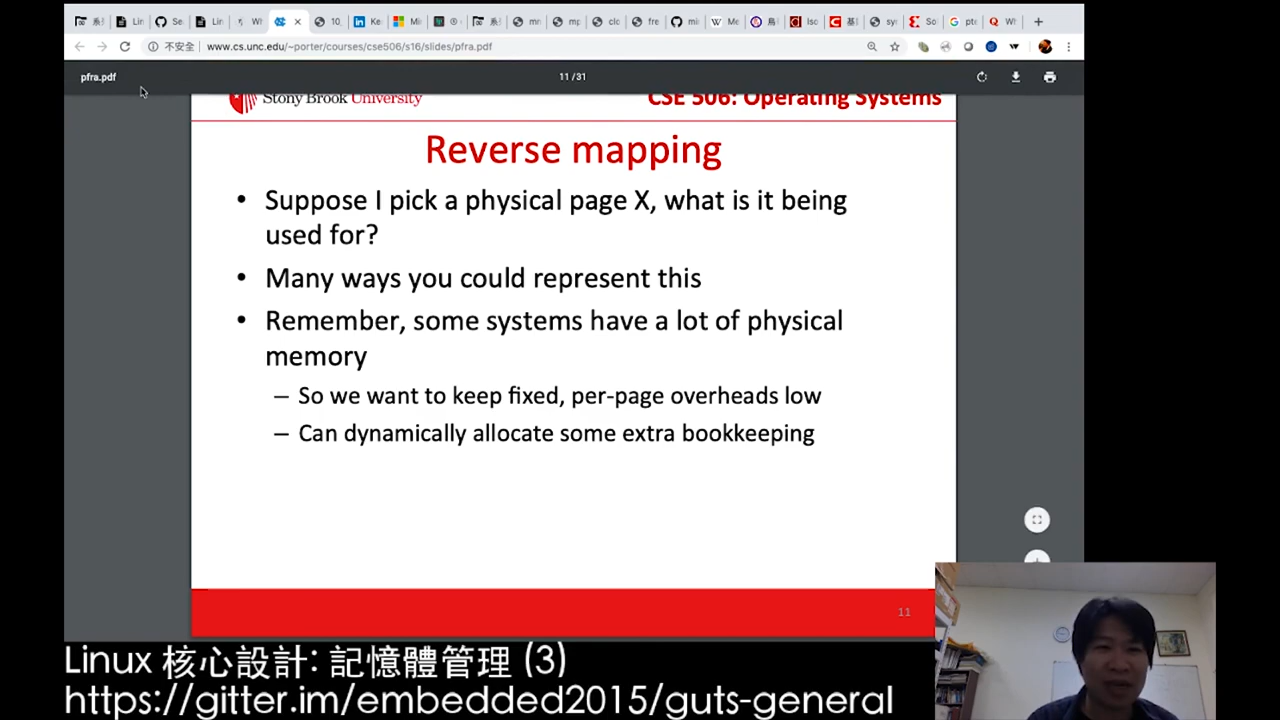 不安全 www.cs.unc.edu/~porter/courses/cse506/s16/slides/pfra.pdf
pfra.pdf
11 / 31
Stony Brook University
CSE 506: Operating Systems
Reverse mapping
• Suppose I pick a physical page X, what is it being
used for?
• Many ways you could represent this
• Remember, some systems have a lot of physical
memory
– So we want to keep fixed, per-page overheads low
– Can dynamically allocate some extra bookkeeping
11
Linux 核心設計: 記憶體管理 (3)
https://gitter.im/embedded2015/guts-general